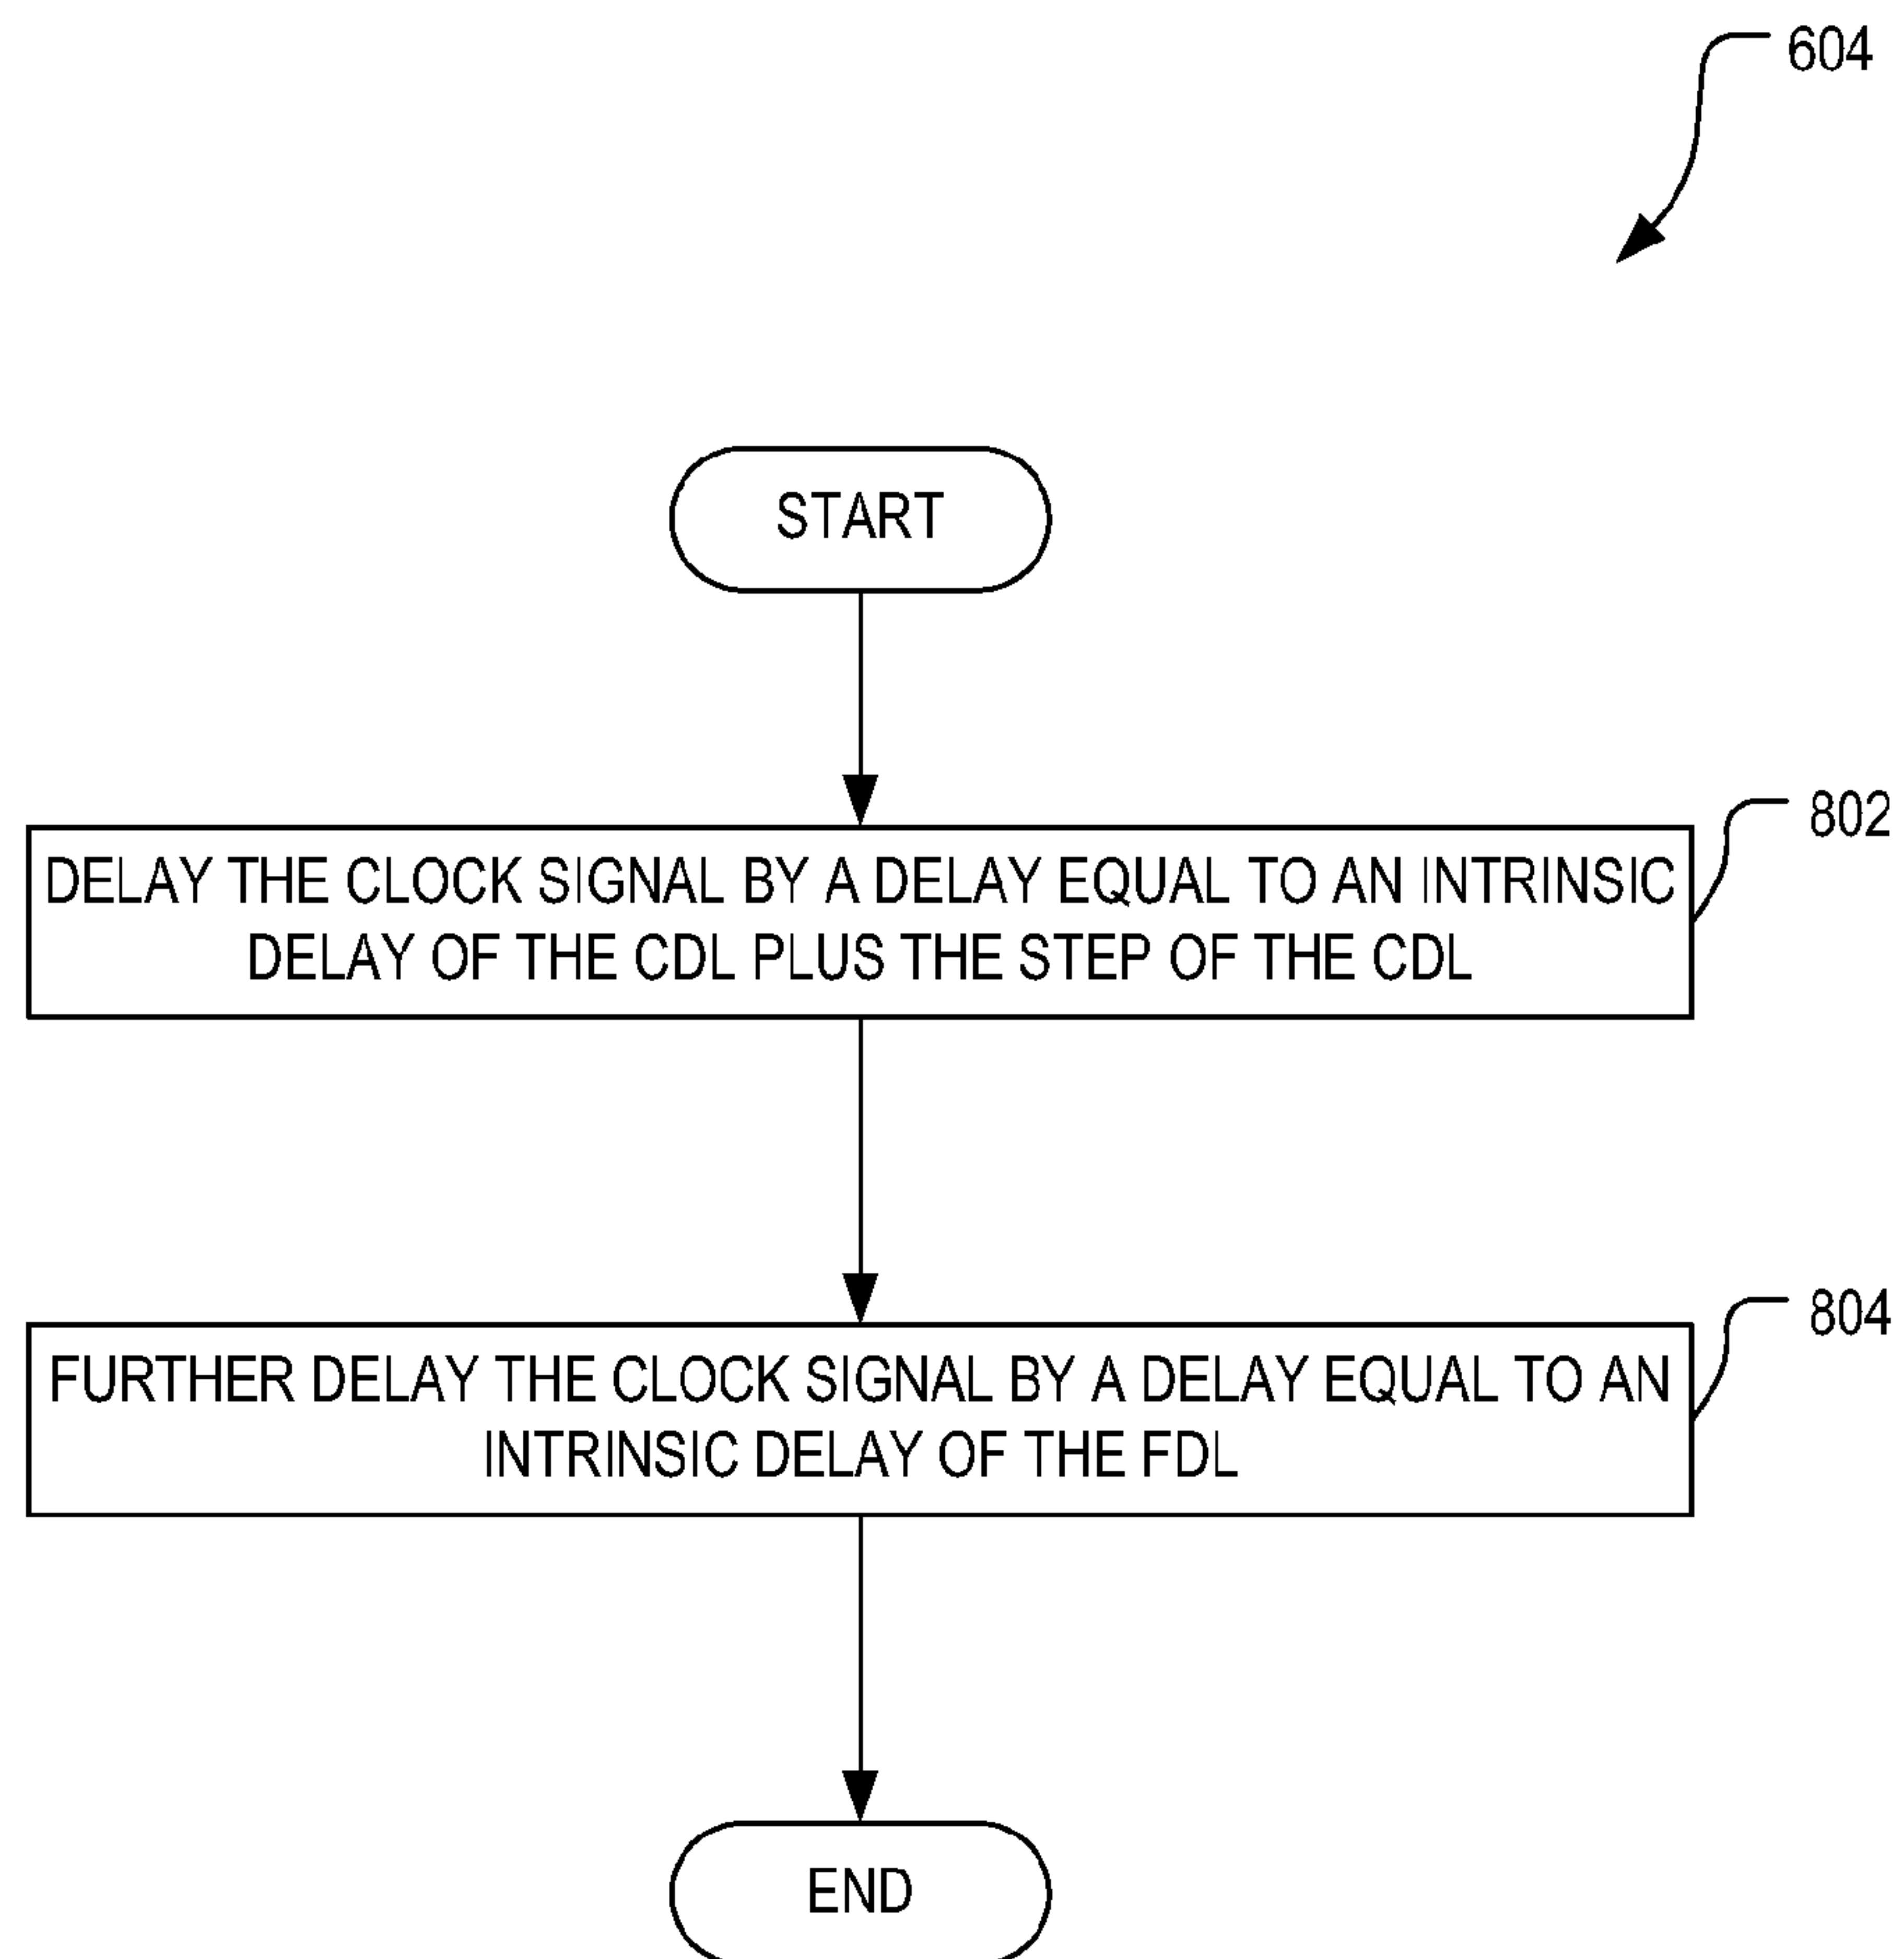 604
START
802
DELAY THE CLOCK SIGNAL BY A DELAY EQUAL TO AN INTRINSIC
DELAY OF THE CDL PLUS THE STEP OF THE CDL
804
FURTHER DELAY THE CLOCK SIGNAL BY A DELAY EQUAL TO AN
INTRINSIC DELAY OF THE FDL
END